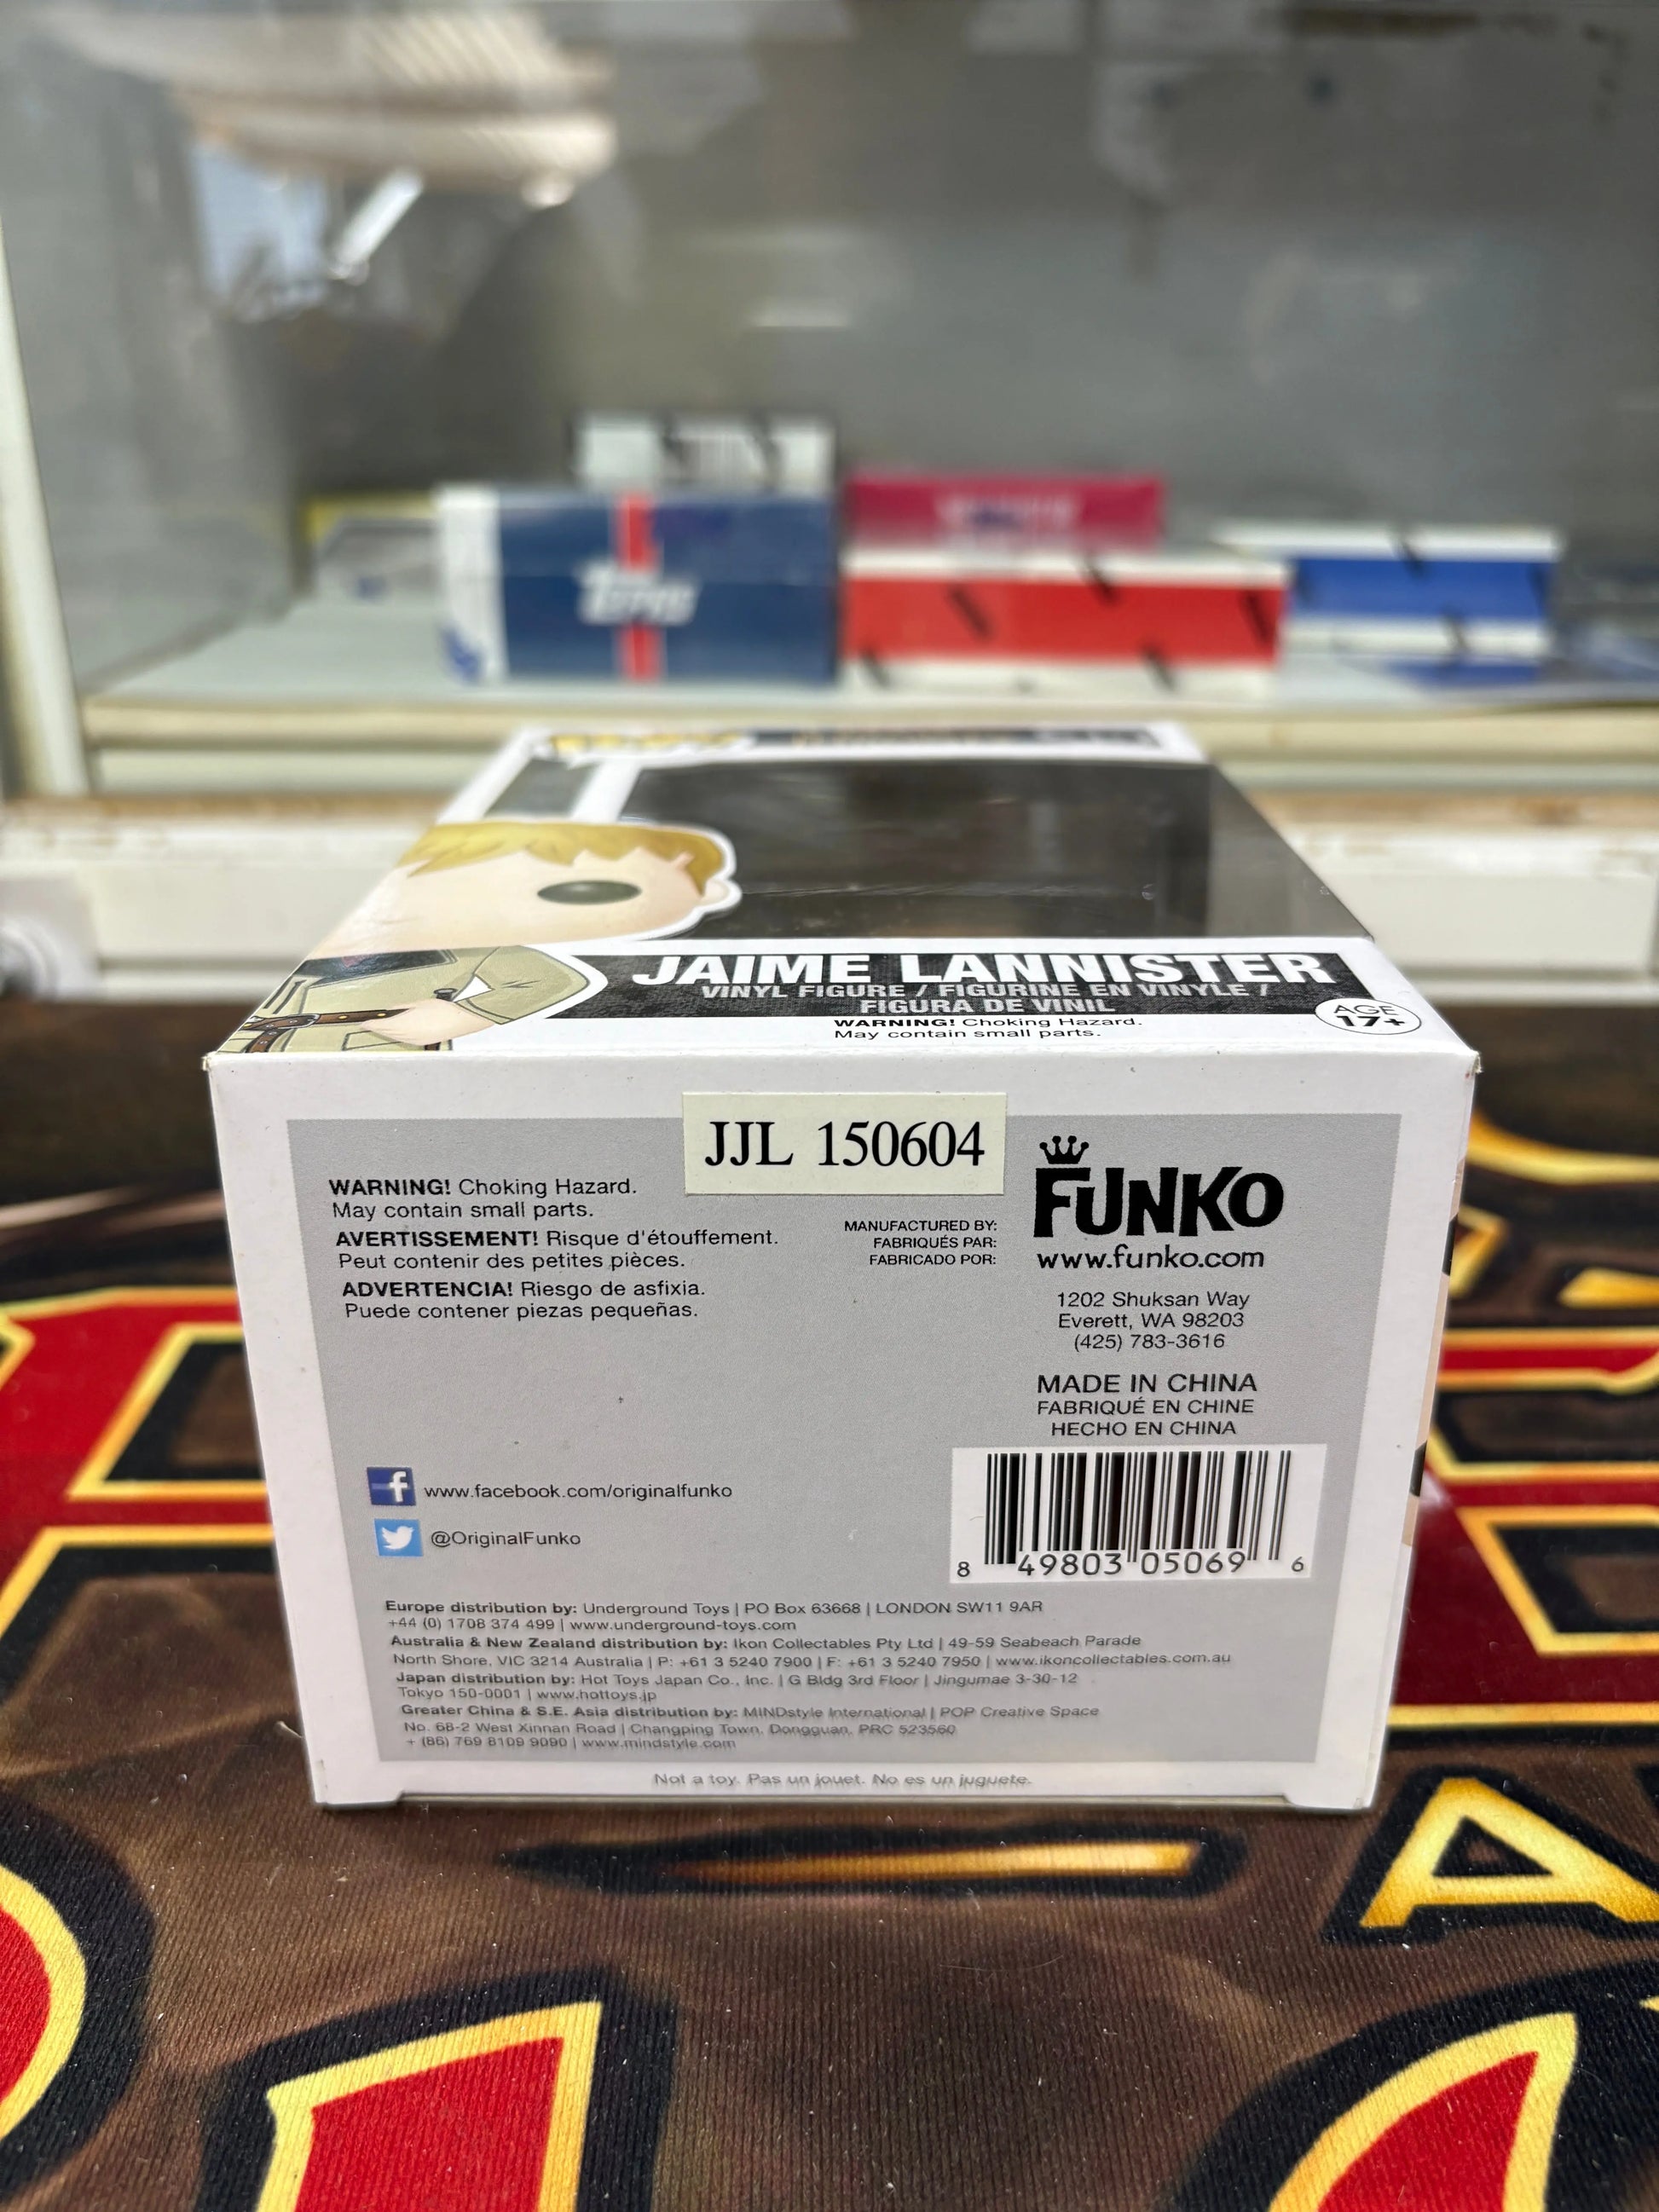 Topps
JAIME LANNISTER
VINYL FIGURE / FIGURINE EN VINYLE /
FIGURA DE VINIL
WARNING! Choking Hazard.
May contain small parts.
AGE
17+
JJL 150604
WARNING! Choking Hazard.
May contain small parts.
AVERTISSEMENT! Risque d'étouffement.
Peut contenir des petites pièces.
ADVERTENCIA! Riesgo de asfixia.
Puede contener piezas pequeñas.
MANUFACTURED BY:
FABRIQUÉS PAR:
FABRICADO POR:
FUNKO
www.funko.com
1202 Shuksan Way
Everett, WA 98203
(425) 783-3616
MADE IN CHINA
FABRIQUÉ EN CHINE
HECHO EN CHINA
f www.facebook.com/originalfunko
@OriginalFunko
8 49803 05069 6
Europe distribution by: Underground Toys | PO Box 63668 | LONDON SW11 9AR
+44 (0) 1708 374 499 | www.underground-toys.com
Australia & New Zealand distribution by: Ikon Collectables Pty Ltd | 49-59 Seabeach Parade
North Shore, VIC 3214 Australia | P: +61 3 5240 7900 | F: +61 3 5240 7950 | www.ikoncollectables.com.au
Japan distribution by: Hot Toys Japan Co., Inc. | G Bldg 3rd Floor | Jingumae 3-30-12
Tokyo 150-0001 | www.hottoys.jp
Greater China & S.E. Asia distribution by: MINDstyle International | POP Creative Space
No. 68-2 West Xinnan Road | Changping Town, Dongguan, PRC 523560
+ (86) 769 8109 9090 | www.mindstyle.com
Not a toy. Pas un jouet. No es un juguete.